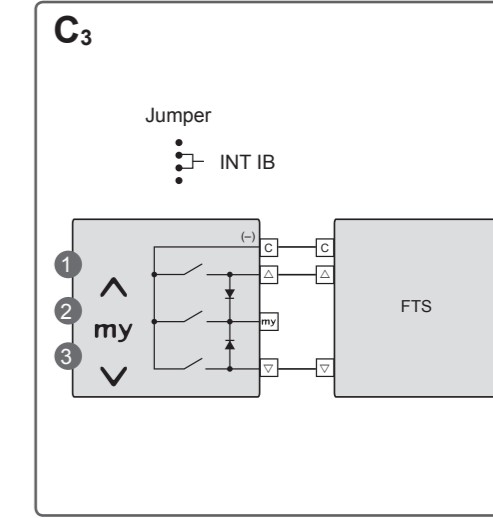 C₃
Jumper
INT IB
(–)
C C
1
△ △
2
my
my
FTS
3
▽ ▽